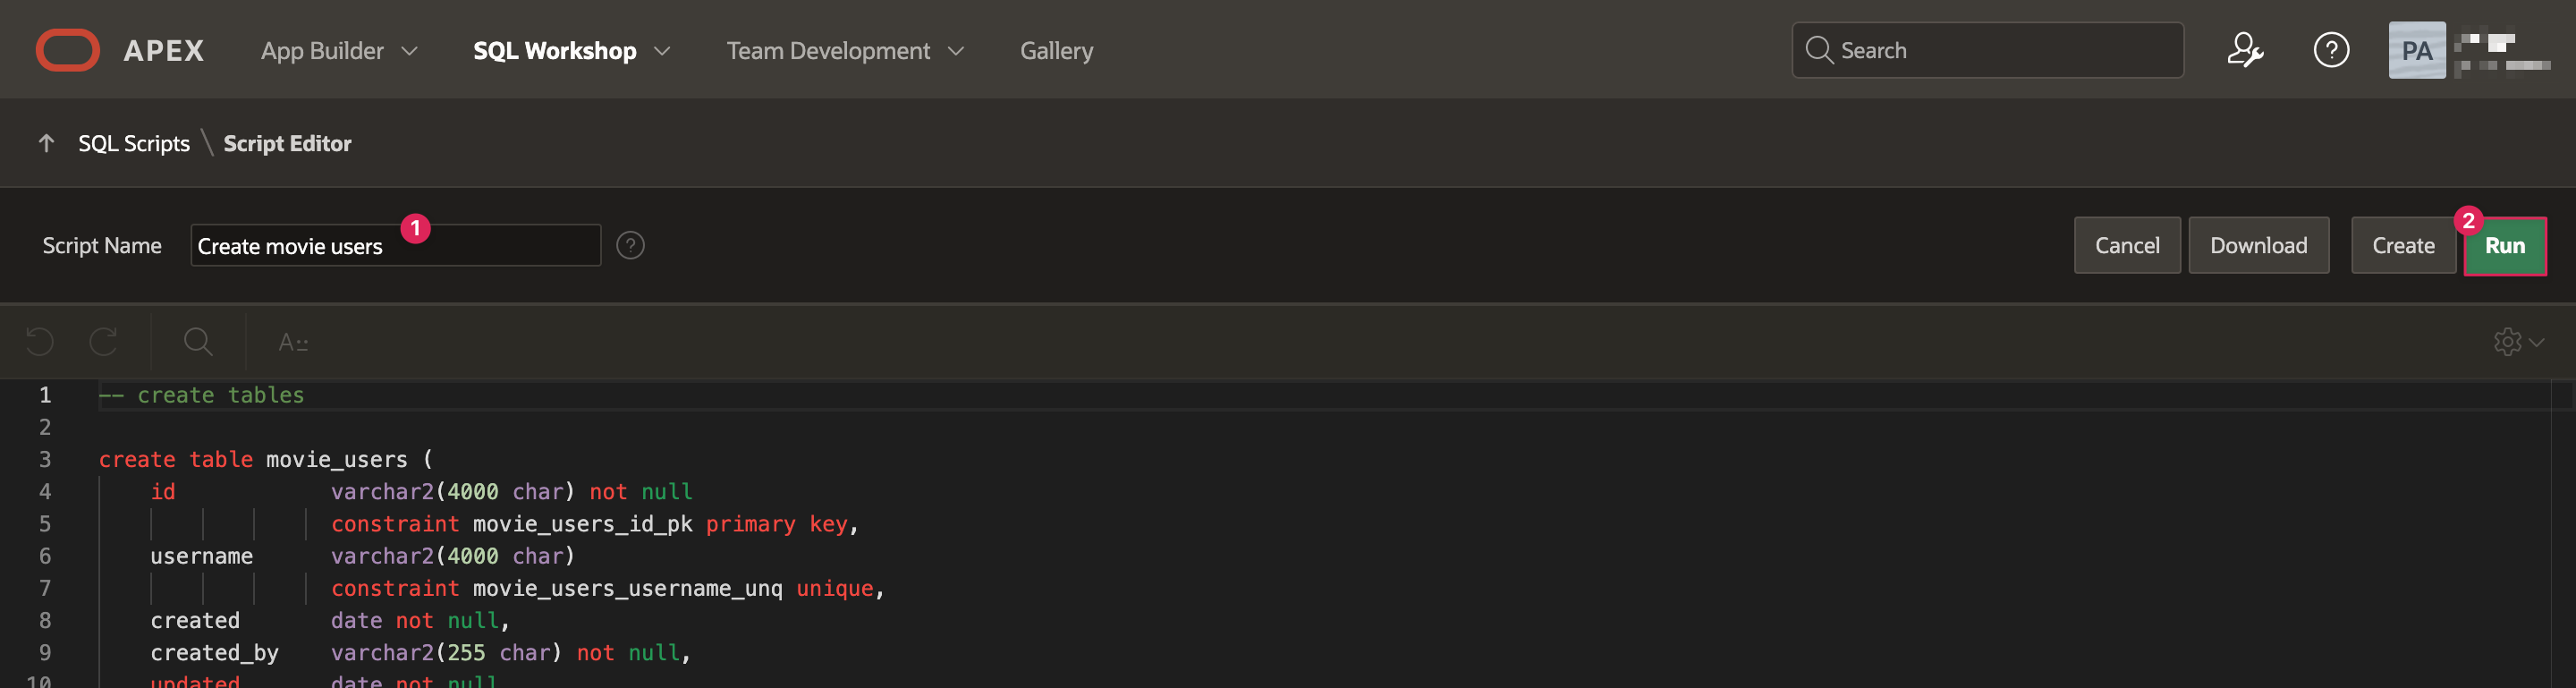 APEX App Builder SQL Workshop Team Development Gallery Search PA
SQL Scripts \ Script Editor
Script Name Create movie users 1 ? Cancel Download Create 2 Run
A
1 -- create tables
2
3 create table movie_users (
4 id varchar2(4000 char) not null
5 constraint movie_users_id_pk primary key,
6 username varchar2(4000 char)
7 constraint movie_users_username_unq unique,
8 created date not null,
9 created_by varchar2(255 char) not null,
10 updated date not null